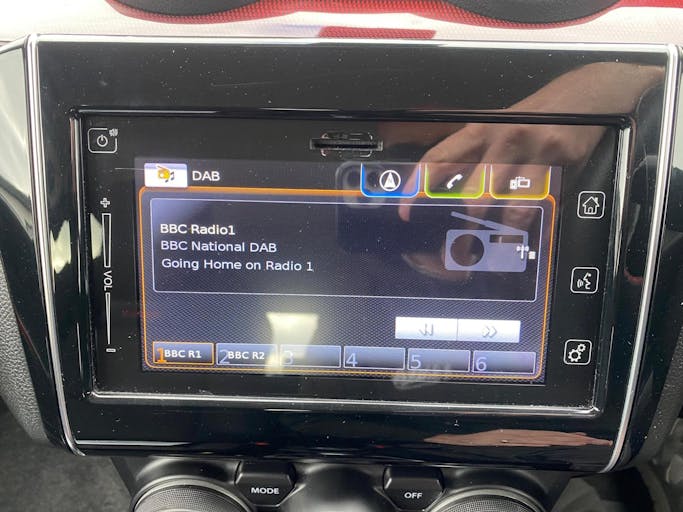 DAB
BBC Radio1
BBC National DAB
Going Home on Radio 1
+
VOL
-
1 BBC R1 2 BBC R2 3 4 5 6
MODE
OFF